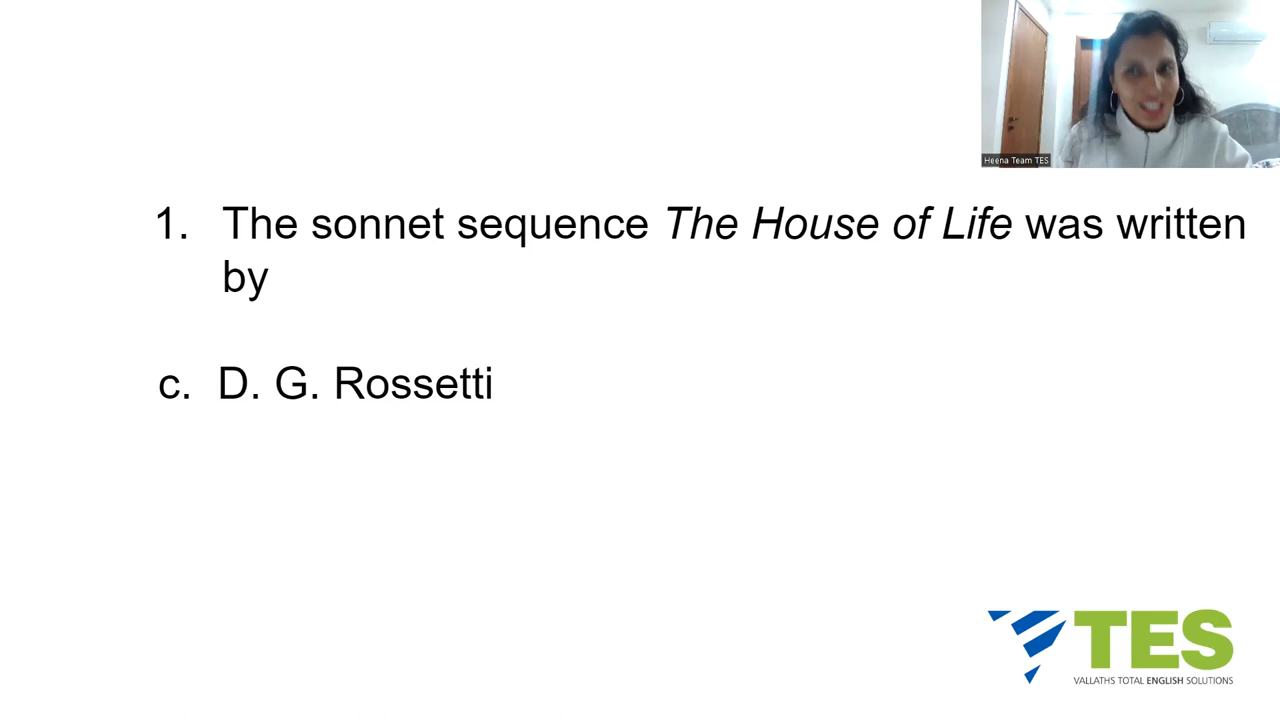 Heena Team TES
1. The sonnet sequence The House of Life was written
by
c. D. G. Rossetti
TES
VALLATHS TOTAL ENGLISH SOLUTIONS